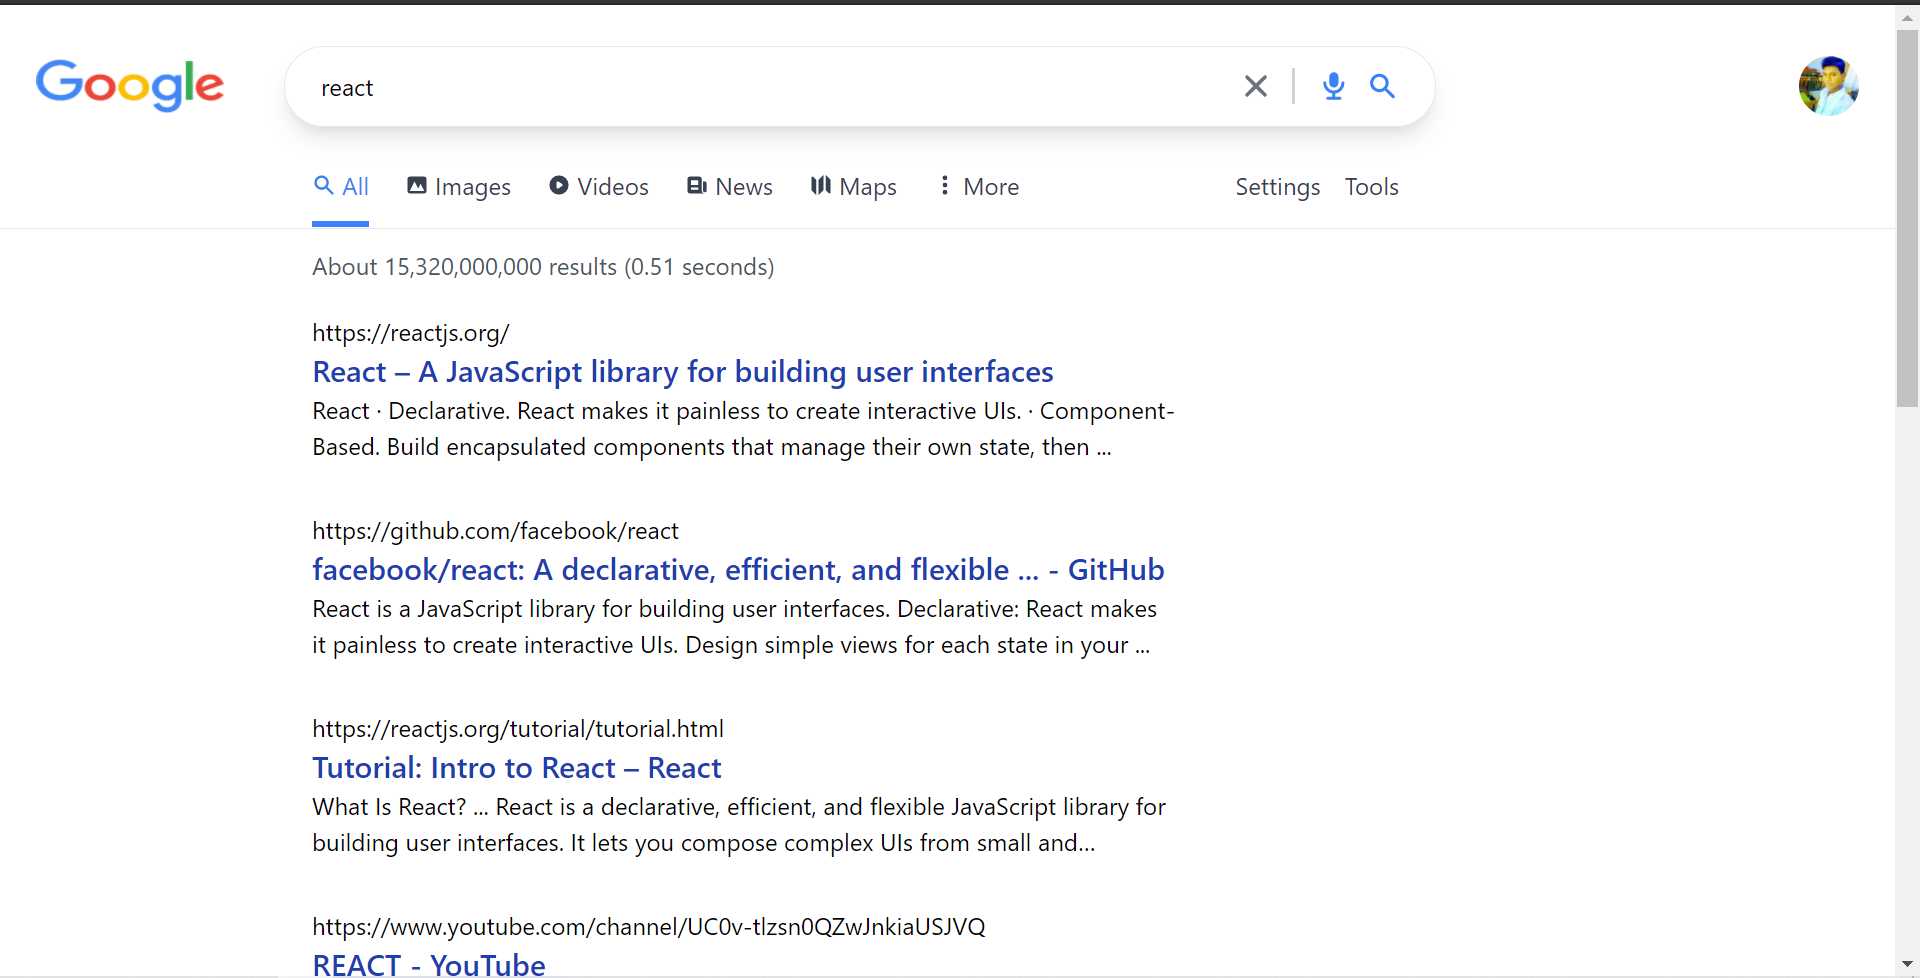 Google
react
All Images Videos News Maps More Settings Tools
About 15,320,000,000 results (0.51 seconds)
https://reactjs.org/
React – A JavaScript library for building user interfaces
React · Declarative. React makes it painless to create interactive UIs. · Component-
Based. Build encapsulated components that manage their own state, then ...
https://github.com/facebook/react
facebook/react: A declarative, efficient, and flexible ... - GitHub
React is a JavaScript library for building user interfaces. Declarative: React makes
it painless to create interactive UIs. Design simple views for each state in your ...
https://reactjs.org/tutorial/tutorial.html
Tutorial: Intro to React – React
What Is React? ... React is a declarative, efficient, and flexible JavaScript library for
building user interfaces. It lets you compose complex UIs from small and...
https://www.youtube.com/channel/UC0v-tlzsn0QZwJnkiaUSJVQ
REACT - YouTube